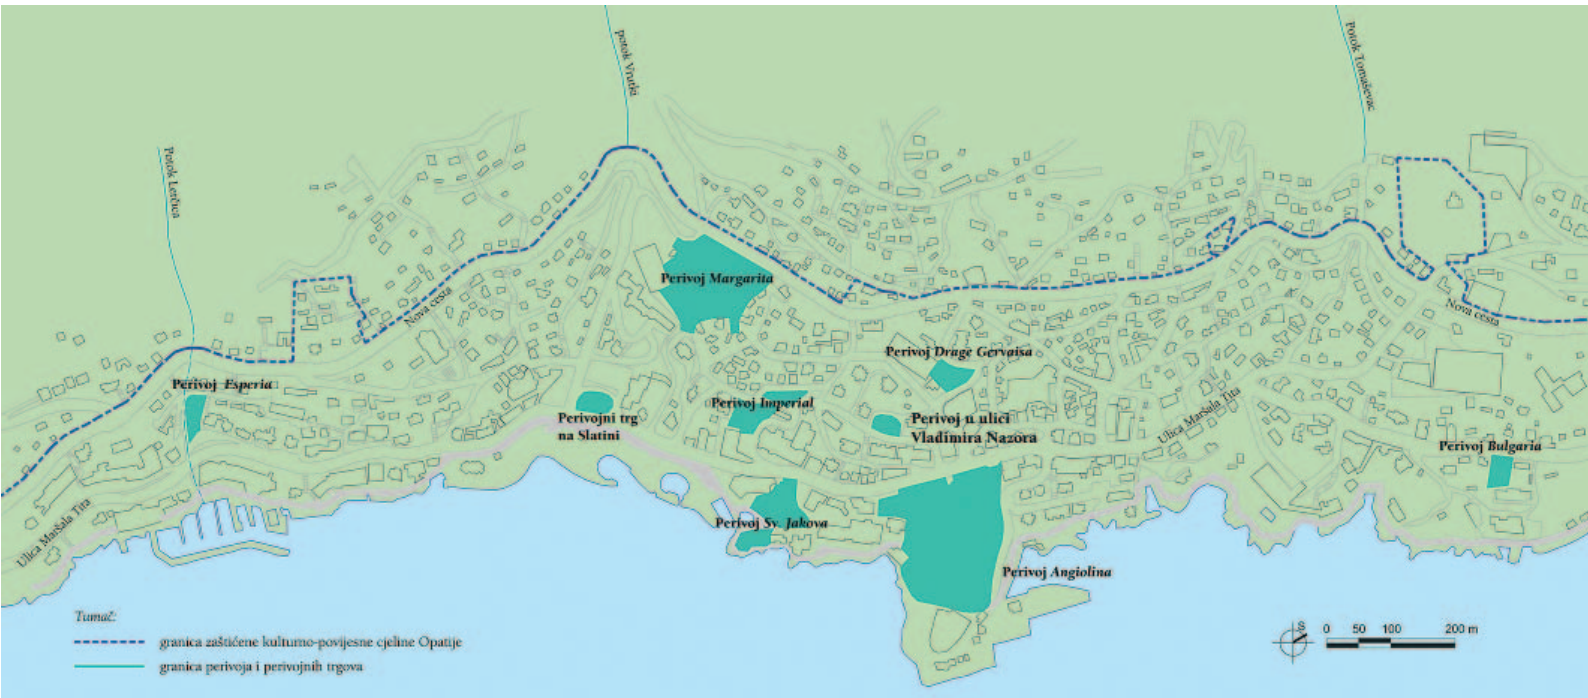 potok Vrutki
Potok Tomaševac
Potok Lerčica
Perivoj Margarita
Nova cesta
Nova cesta
Perivoj Drage Gervaisa
Perivoj Esperia
Perivoj Imperial
Perivojni trg
na Slatini
Perivoj u ulici
Vladimira Nazora
Ulica Maršala Tita
Perivoj Bulgaria
Perivoj Sv. Jakova
Ulica Maršala Tita
Perivoj Angiolina
Tumač:
granica zaštićene kulturno-povijesne cjeline Opatije
granica perivoja i perivojnih trgova
S
0 50 100 200 m